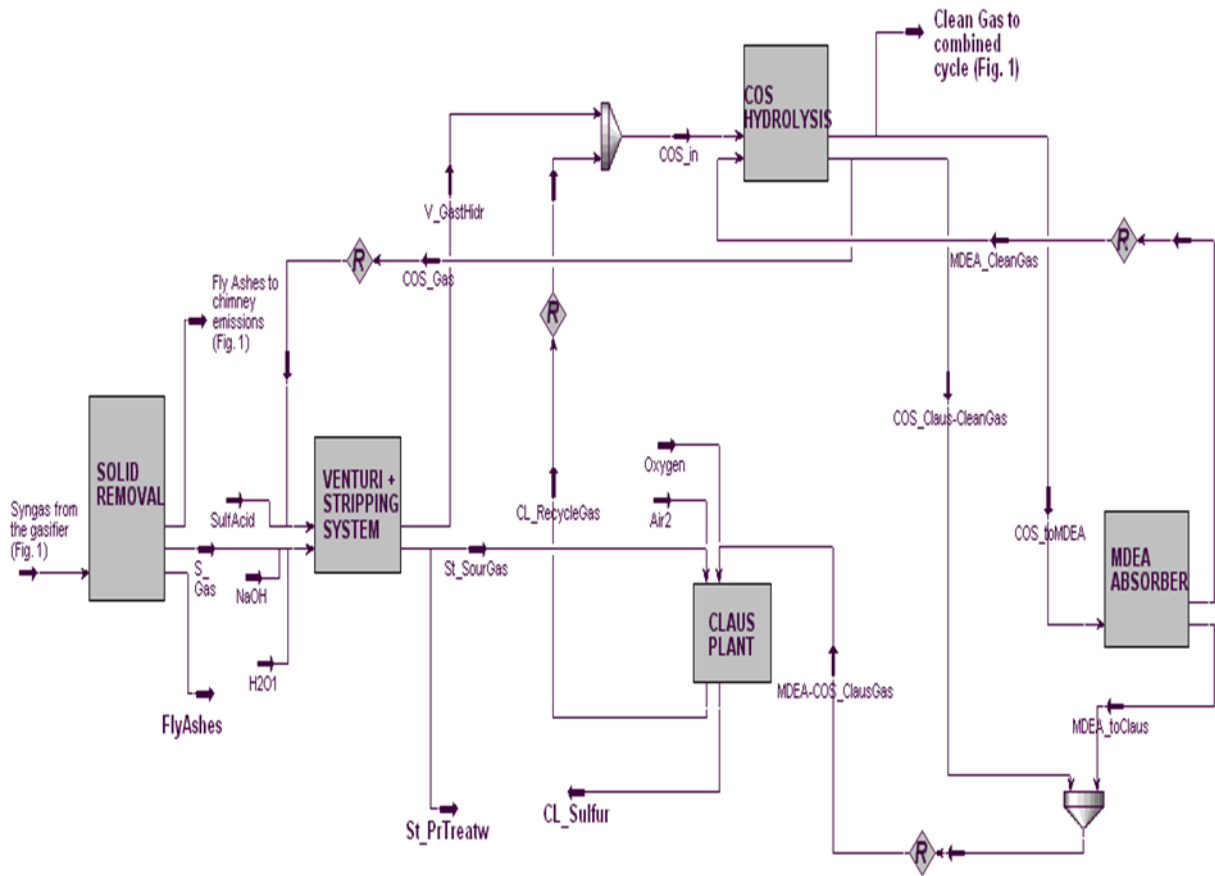 Clean Gas to
combined
cycle (Fig. 1)
COS
HYDROLYSIS
COS_in
V_GastHidr
R
COS_Gas
MDEA_CleanGas
R
Fly Ashes to
chimney
emissions
(Fig. 1)
R
COS_Claus-CleanGas
SOLID
REMOVAL
VENTURI +
STRIPPING
SYSTEM
Oxygen
Syngas from
the gasifier
(Fig. 1)
SulfAcid
CL_RecycleGas
Air2
COS_toMDEA
S_
Gas
St_SourGas
MDEA
ABSORBER
NaOH
CLAUS
PLANT
H2O1
MDEA-COS_ClausGas
FlyAshes
MDEA_toClaus
CL_Sulfur
St_PrTreatw
R